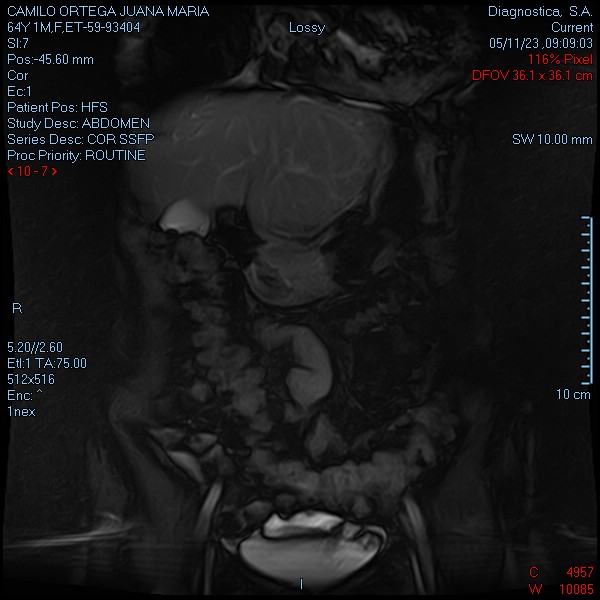 CAMILO ORTEGA JUANA MARIA
64Y 1M,F,ET-59-93404
Sl:7
Pos:-45.60 mm
Cor
Ec:1
Patient Pos: HFS
Study Desc: ABDOMEN
Series Desc: COR SSFP
Proc Priority: ROUTINE
< 10 - 7 >
Lossy
Diagnostica, S.A.
Current
05/11/23 ,09:09:03
116% Pixel
DFOV 36.1 x 36.1 cm
SW 10.00 mm
R
5.20//2.60
Etl:1 TA:75.00
512x516
Enc: ^
1nex
10 cm
I
C 4957
W 10085